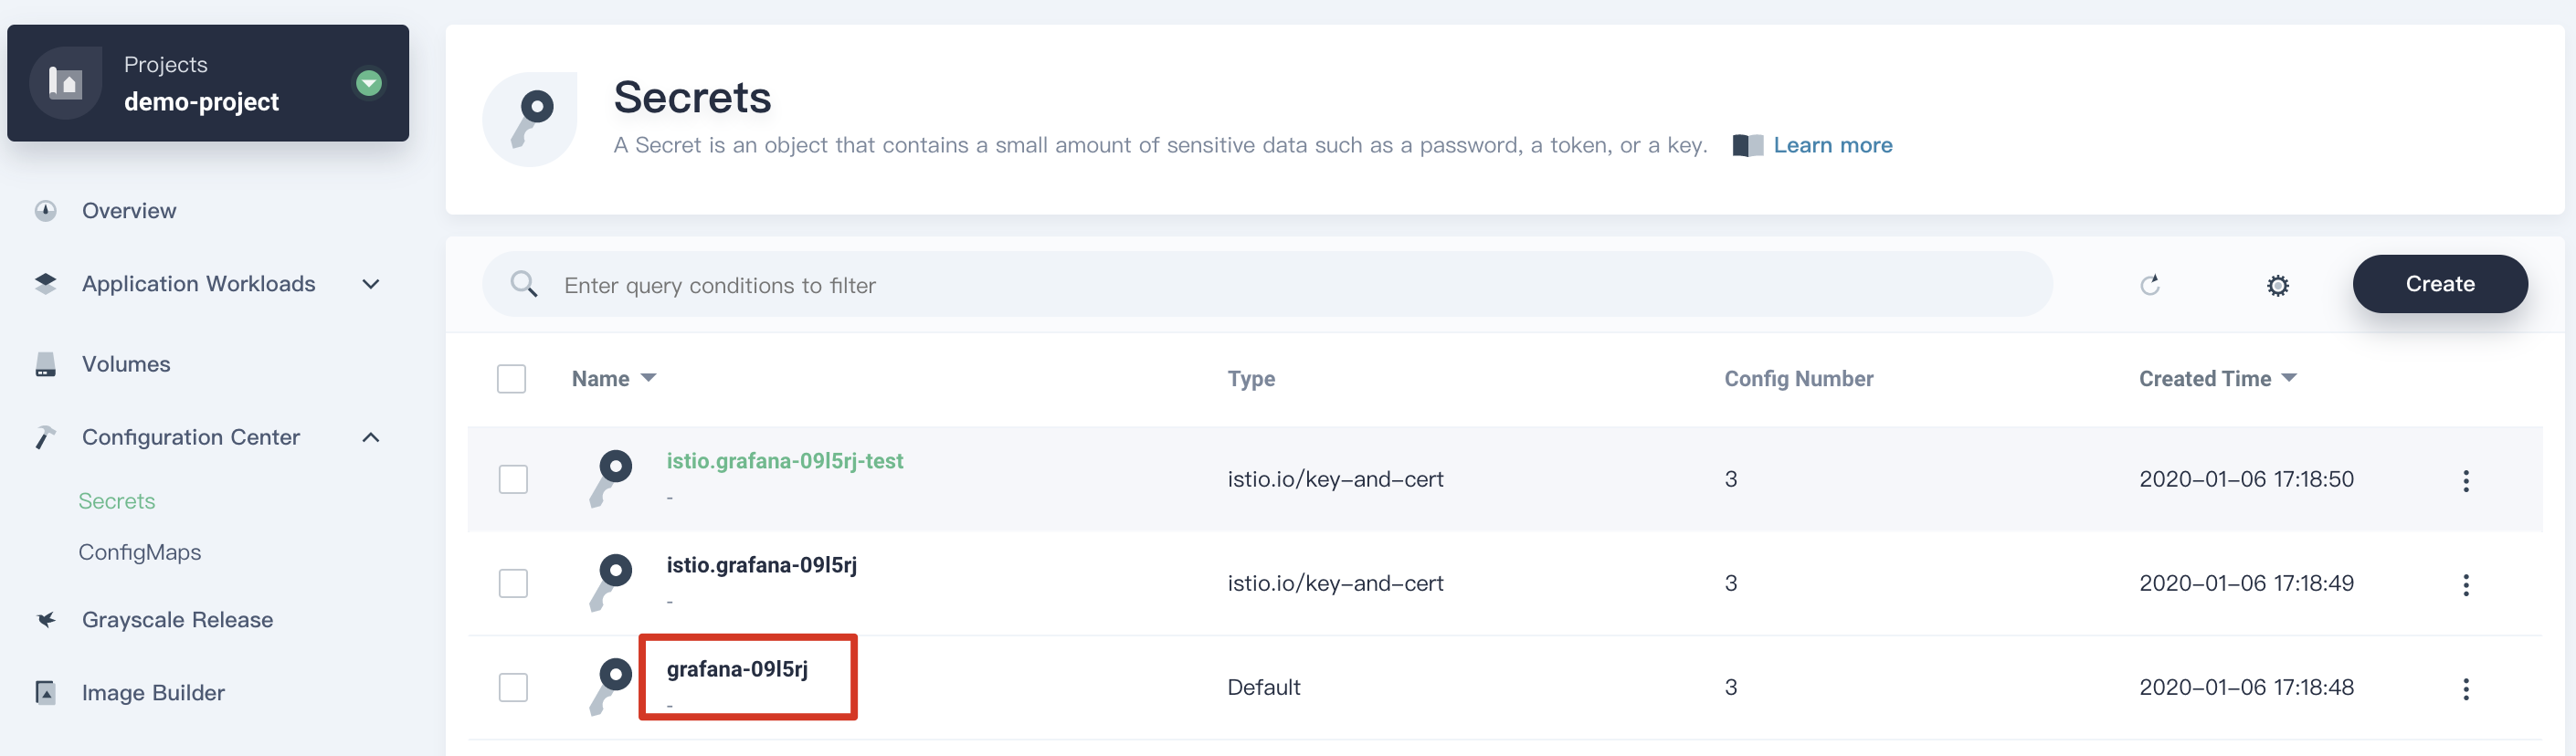 Projects
demo-project
Overview
Application Workloads
Volumes
Configuration Center
Secrets
ConfigMaps
Grayscale Release
Image Builder
Secrets
A Secret is an object that contains a small amount of sensitive data such as a password, a token, or a key. Learn more
Enter query conditions to filter
Create
Name Type Config Number Created Time
istio.grafana-09l5rj-test
-
istio.io/key-and-cert 3 2020-01-06 17:18:50
istio.grafana-09l5rj
-
istio.io/key-and-cert 3 2020-01-06 17:18:49
grafana-09l5rj
-
Default 3 2020-01-06 17:18:48